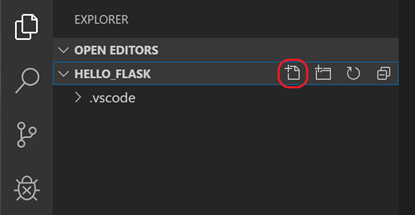 EXPLORER
OPEN EDITORS
HELLO_FLASK
.vscode